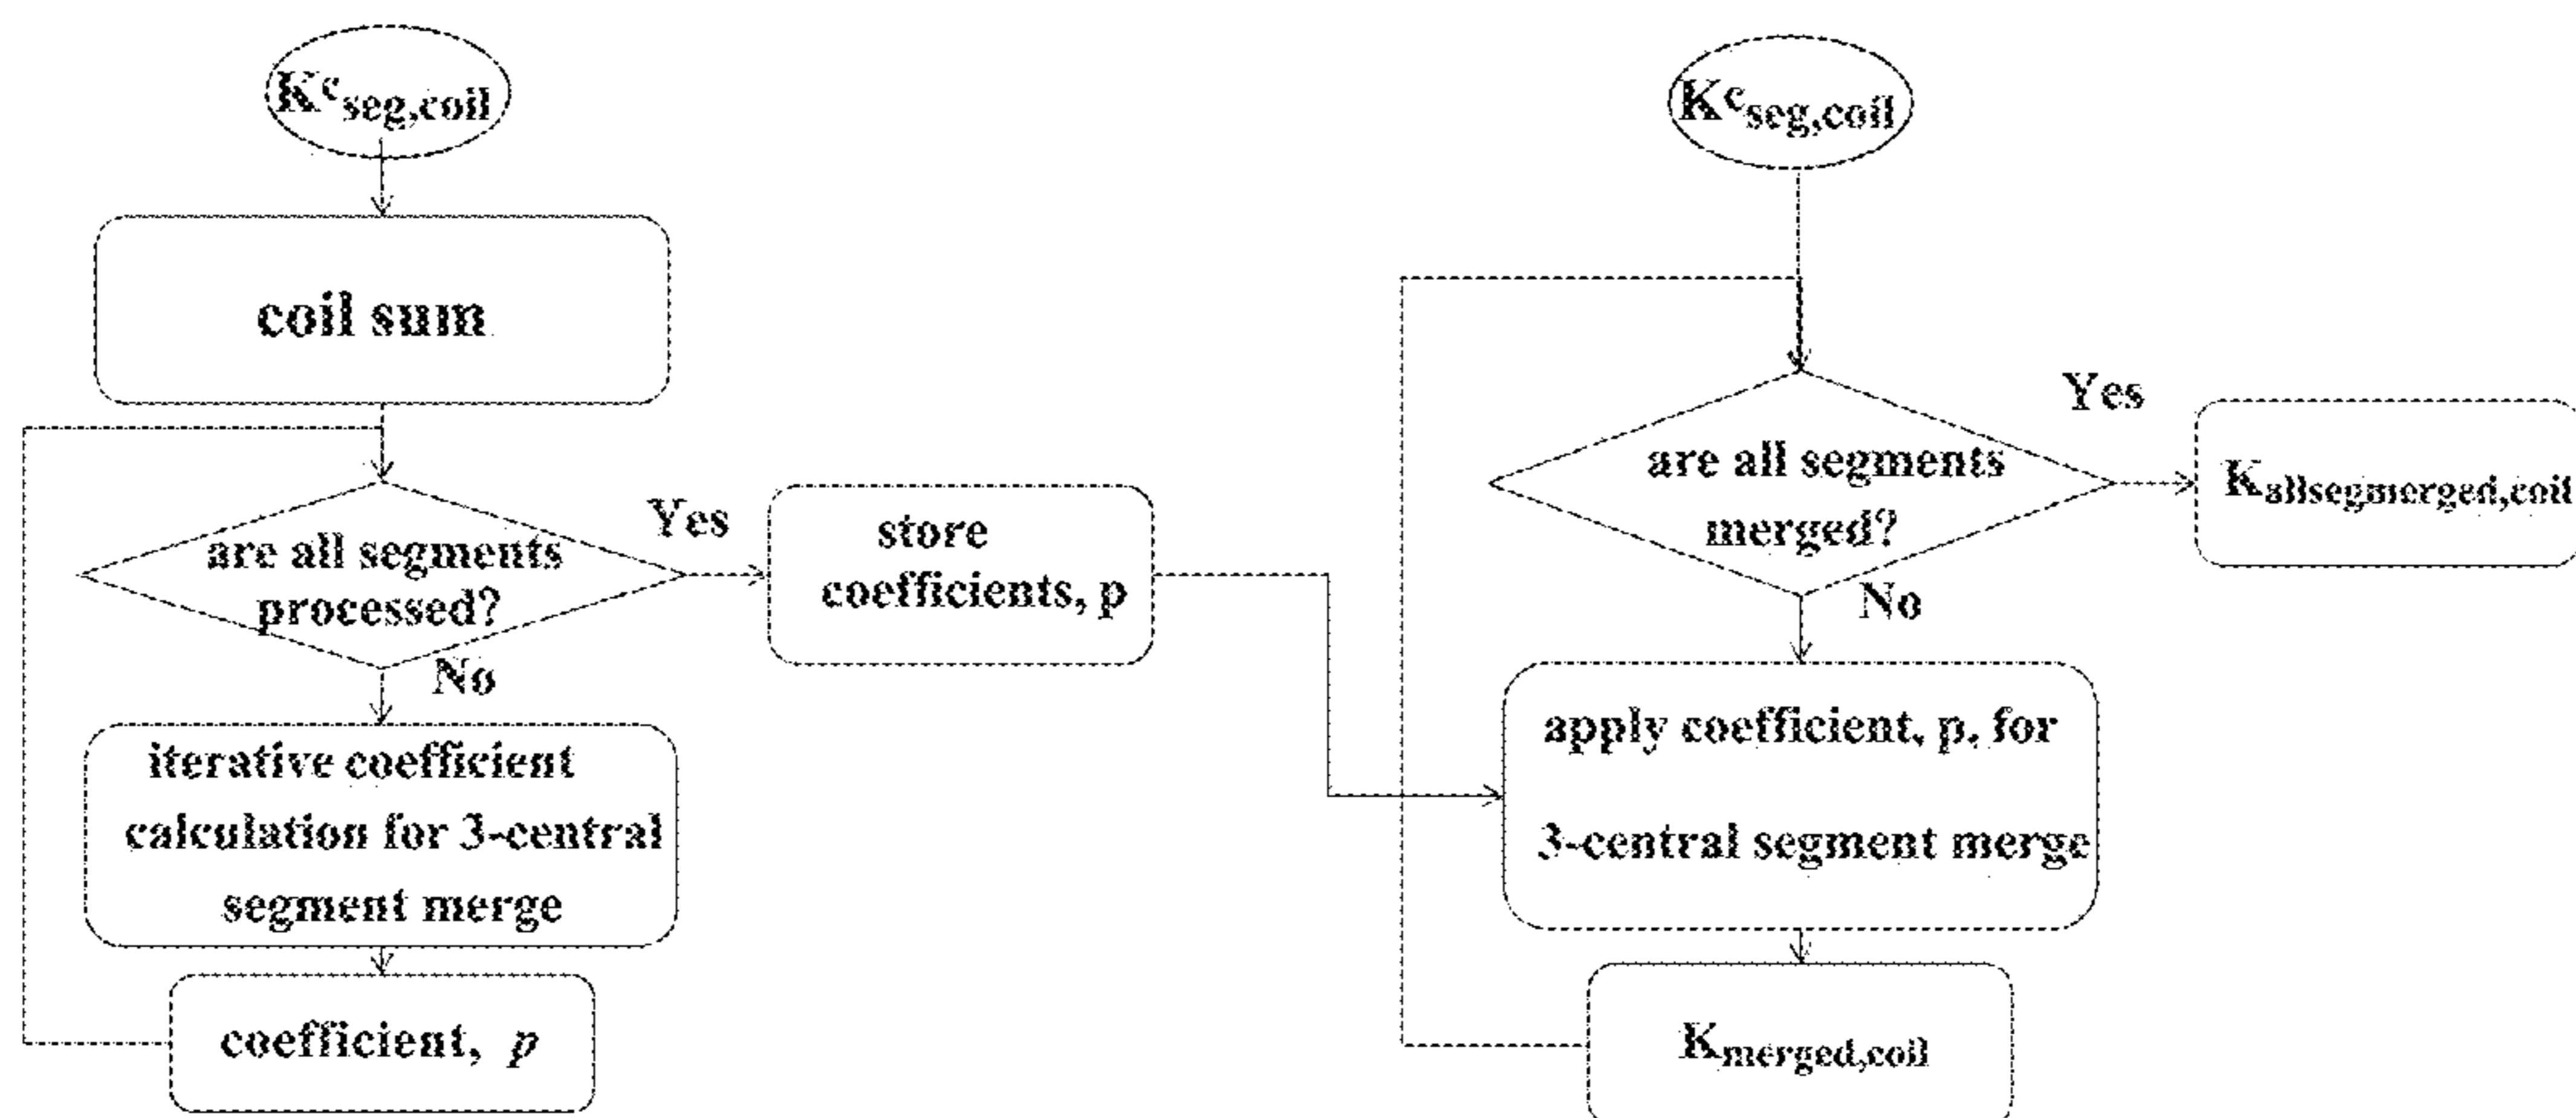 Kᶜseg,coil
coil sum
are all segments
processed?
Yes
No
store
coefficients, p
iterative coefficient
calculation for 3-central
segment merge
coefficient, p
Kᶜseg,coil
are all segments
merged?
Yes
No
Kallsegmerged,coil
apply coefficient, p, for
3-central segment merge
Kmerged,coil